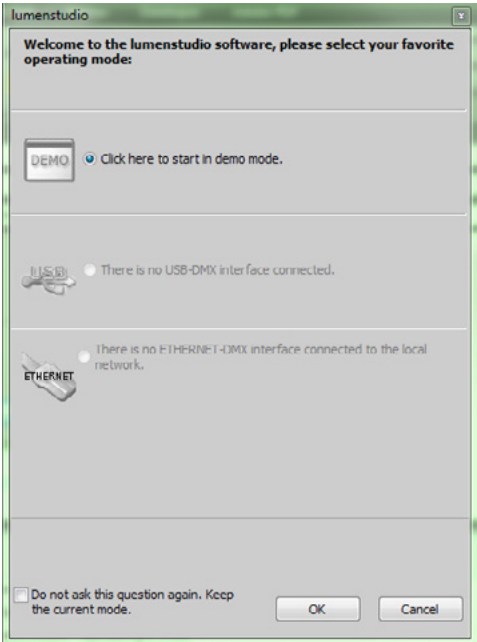 lumenstudio
x
Welcome to the lumenstudio software, please select your favorite
operating mode:
DEMO
Click here to start in demo mode.
USB
There is no USB-DMX interface connected.
There is no ETHERNET-DMX interface connected to the local
network.
ETHERNET
Do not ask this question again. Keep
the current mode.
OK
Cancel